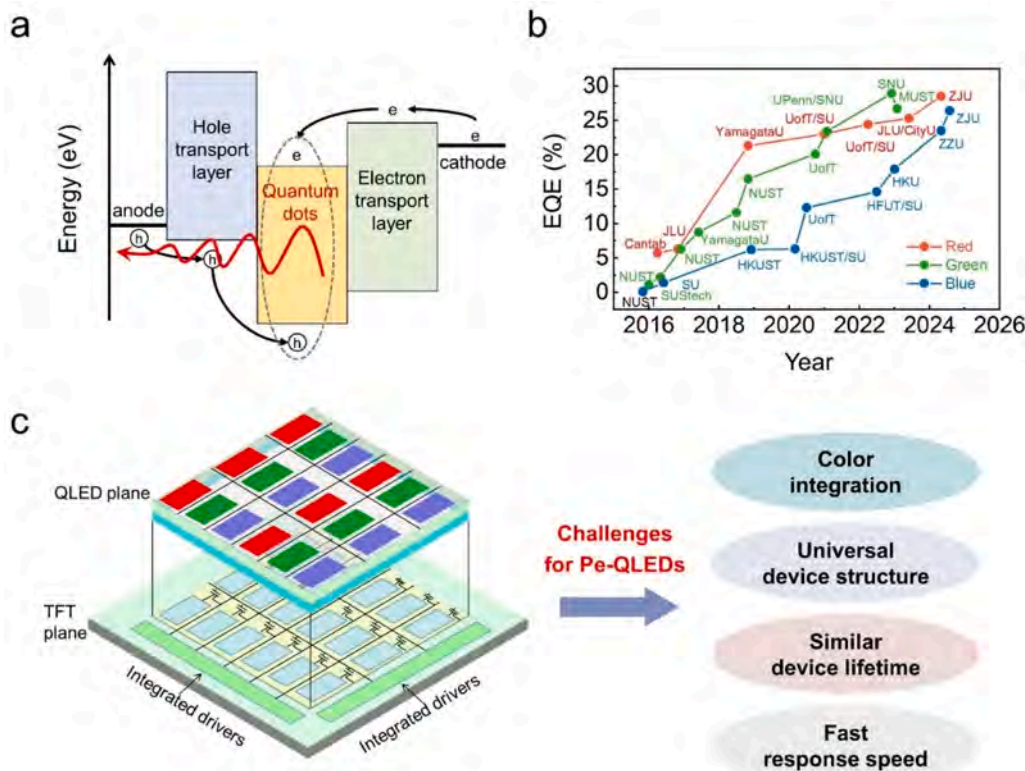 a
Energy (eV)
anode
h
h
h
Hole
transport
layer
e
Quantum
dots
e
e
Electron
transport
layer
cathode
b
EQE (%)
30
25
20
15
10
5
0
2016
2018
2020
2022
2024
2026
Year
SNU
MUST
UPenn/SNU
ZJU
UofT/SU
YamagataU
JLU/CityU
ZJU
UofT/SU
ZZU
UofT
NUST
HKU
HFUT/SU
NUST
UofT
JLU
Cantab
YamagataU
NUST
HKUST
HKUST/SU
NUST
SU
SUStech
NUST
Red
Green
Blue
c
QLED plane
TFT
plane
Integrated drivers
Integrated drivers
Challenges
for Pe-QLEDs
Color
integration
Universal
device structure
Similar
device lifetime
Fast
response speed